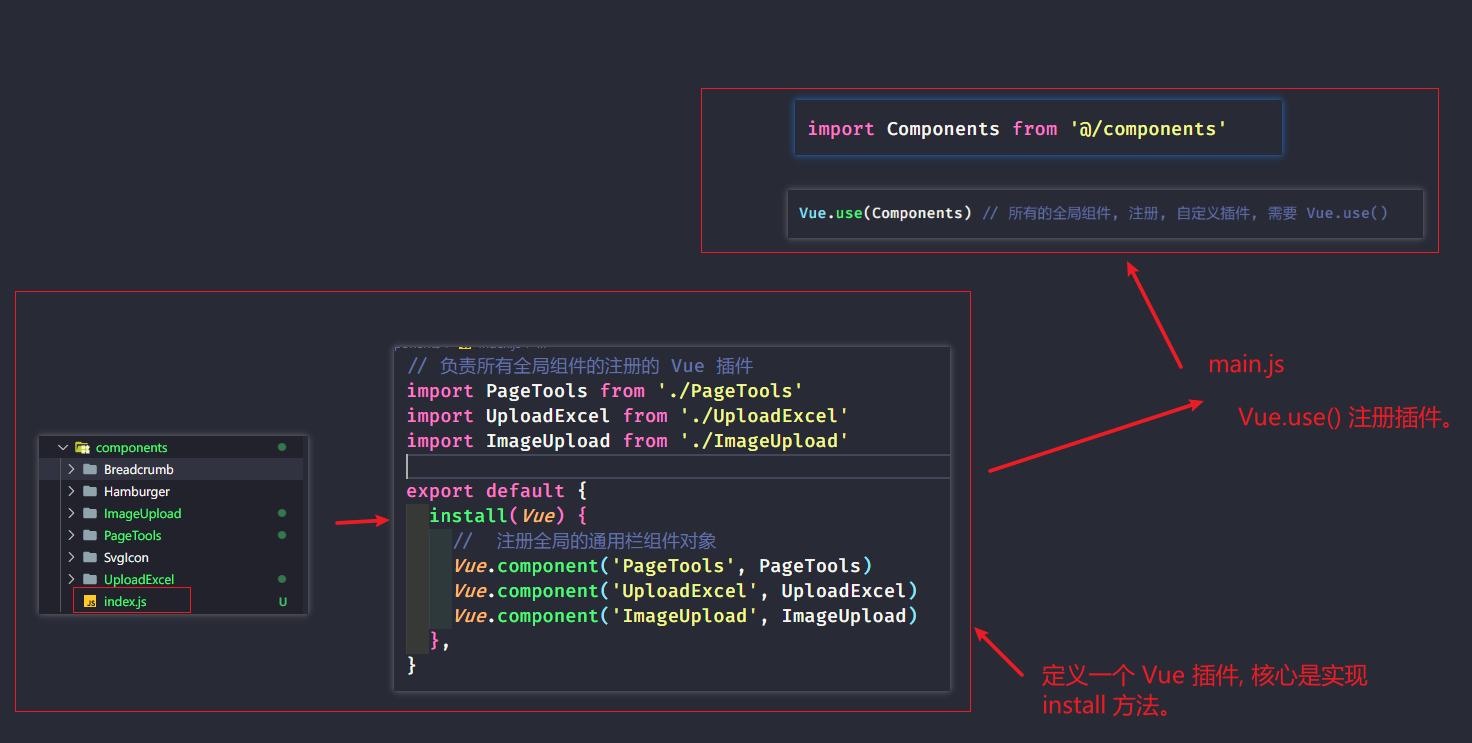 import Components from '@/components'
Vue.use(Components) // 所有的全局组件, 注册, 自定义插件, 需要 Vue.use()
main.js
Vue.use() 注册插件。
components
Breadcrumb
Hamburger
ImageUpload
PageTools
SvgIcon
UploadExcel
index.js U
// 负责所有全局组件的注册的 Vue 插件
import PageTools from './PageTools'
import UploadExcel from './UploadExcel'
import ImageUpload from './ImageUpload'
export default {
install(Vue) {
// 注册全局的通用栏组件对象
Vue.component('PageTools', PageTools)
Vue.component('UploadExcel', UploadExcel)
Vue.component('ImageUpload', ImageUpload)
},
}
定义一个 Vue 插件, 核心是实现
install 方法。